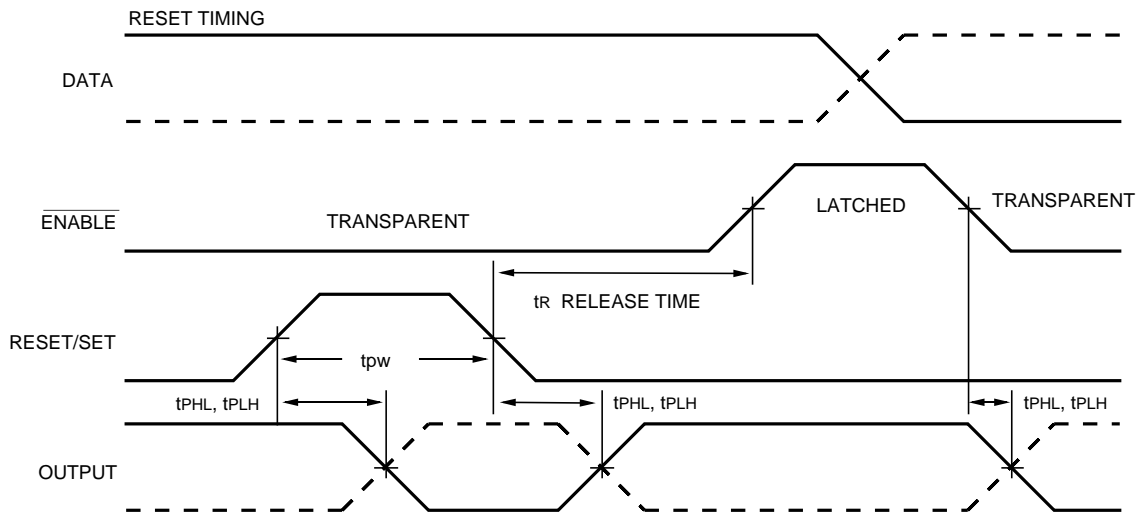 RESET TIMING
DATA
ENABLE
TRANSPARENT
LATCHED
TRANSPARENT
tR RELEASE TIME
RESET/SET
tpw
tPHL, tPLH
tPHL, tPLH
tPHL, tPLH
OUTPUT